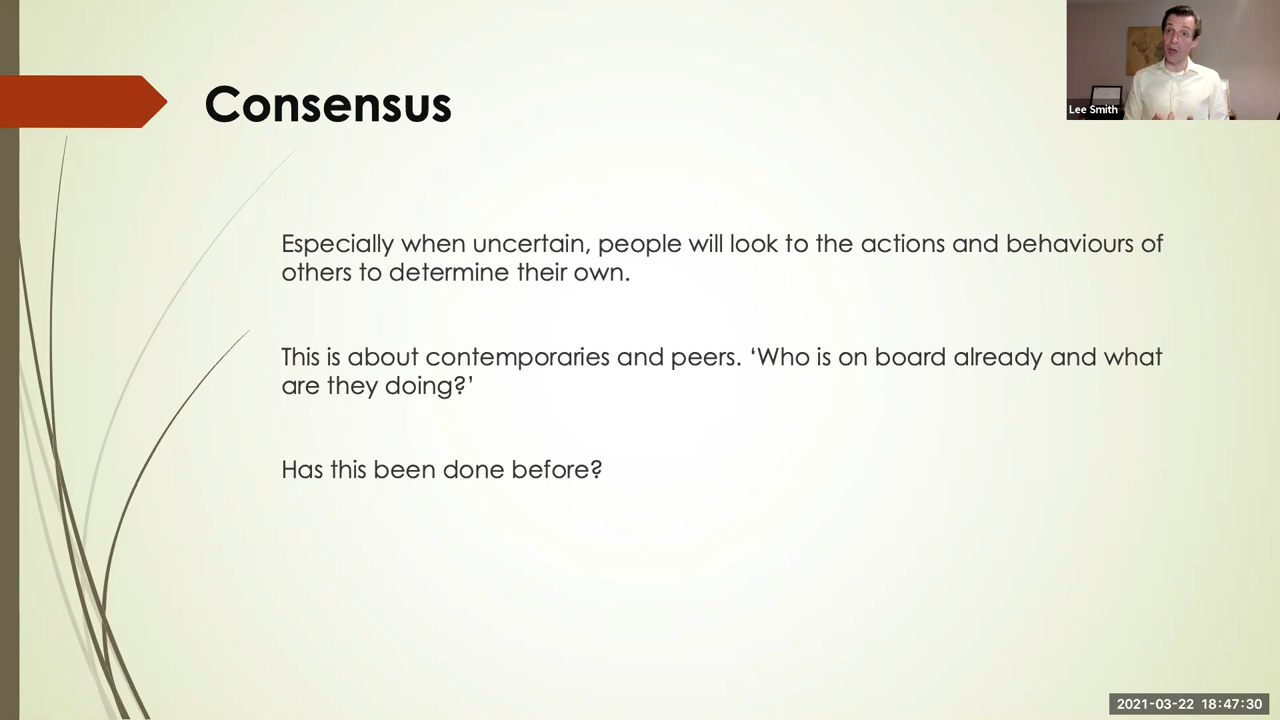 Consensus
Lee Smith
Especially when uncertain, people will look to the actions and behaviours of
others to determine their own.
This is about contemporaries and peers. ‘Who is on board already and what
are they doing?’
Has this been done before?
2021-03-22 18:47:30